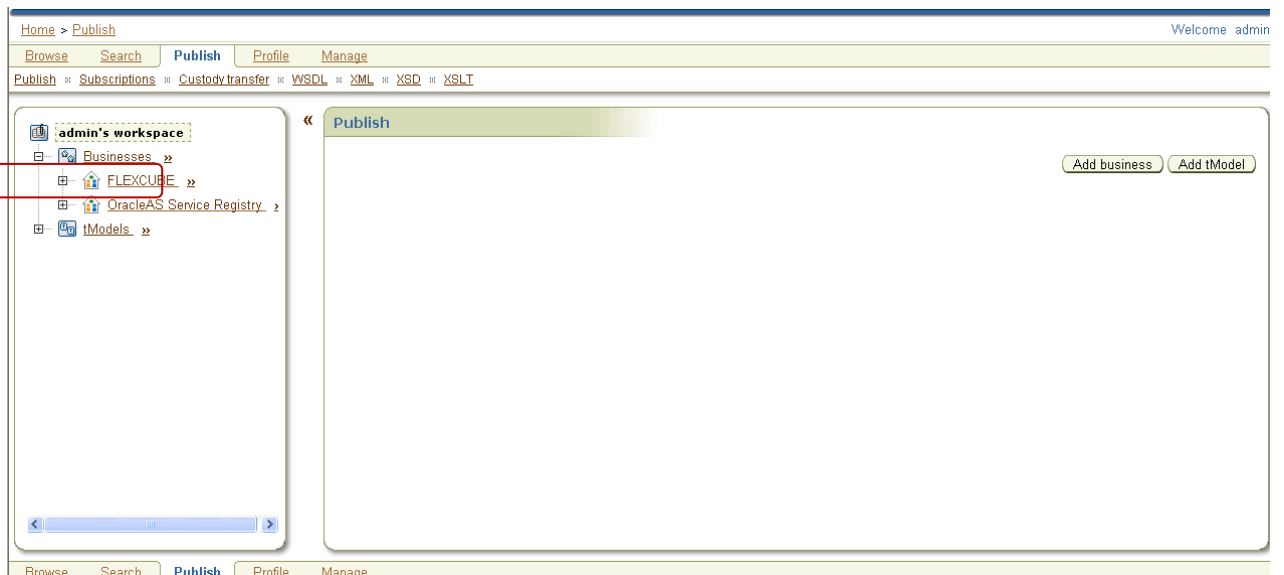 Home > Publish
Welcome admin
Browse Search Publish Profile Manage
Publish Subscriptions Custody transfer WSDL XML XSD XSLT
admin's workspace
« Publish
Businesses »
Add business Add tModel
FLEXCUBE »
OracleAS Service Registry
tModels »
Browse Search Publish Profile Manage